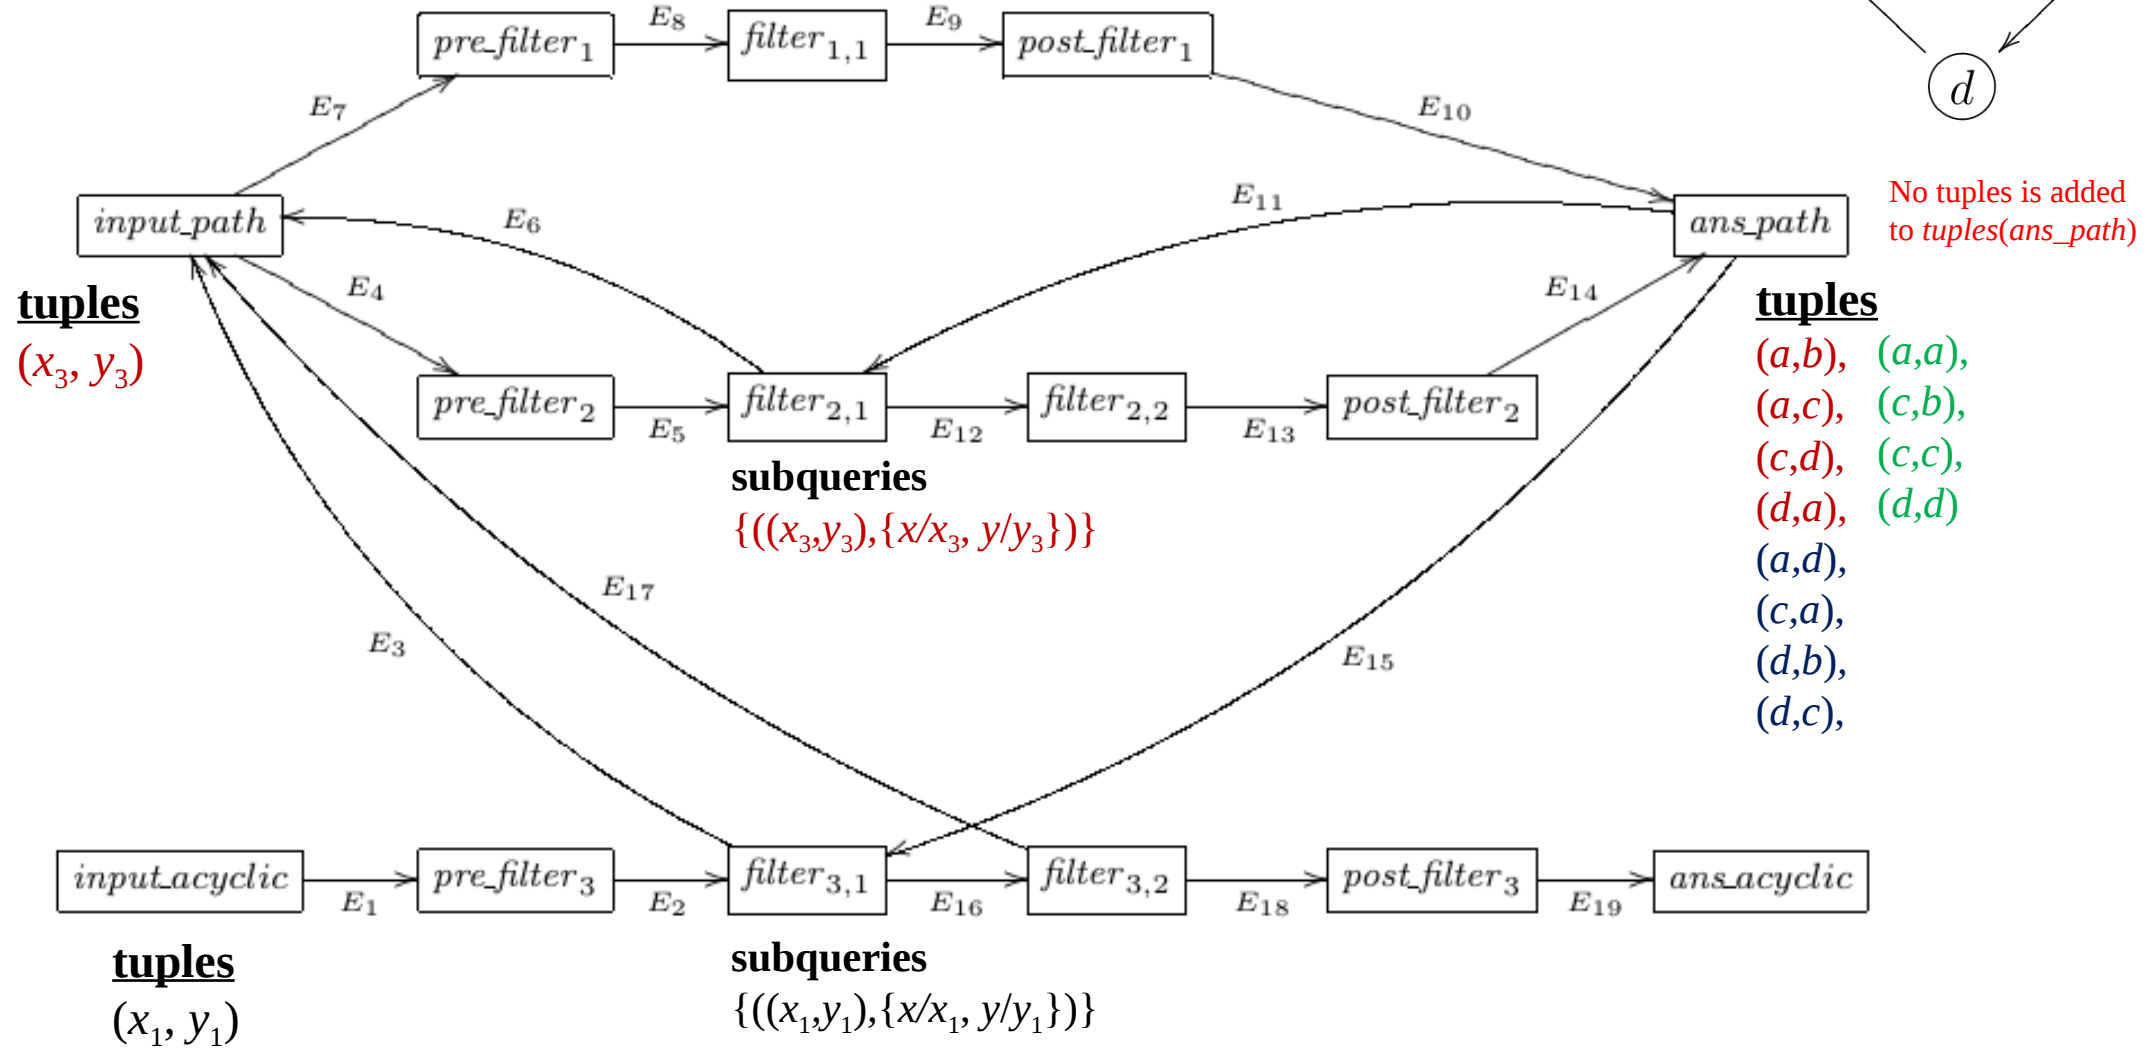 E8 E9
pre_filter1 filter1,1 post_filter1
d
E7 E10
No tuples is added
to tuples(ans_path)
input_path E6 E11 ans_path
E4 E14
tuples
(x3, y3)
tuples
(a,b), (a,a),
(a,c), (c,b),
(c,d), (c,c),
(d,a), (d,d)
(a,d),
(c,a),
(d,b),
(d,c),
pre_filter2 filter2,1 filter2,2 post_filter2
E5 E12 E13
subqueries
{((x3,y3),{x/x3, y/y3})}
E17
E3 E15
input_acyclic pre_filter3 filter3,1 filter3,2 post_filter3 ans_acyclic
E1 E2 E16 E18 E19
tuples
(x1, y1)
subqueries
{((x1,y1),{x/x1, y/y1})}